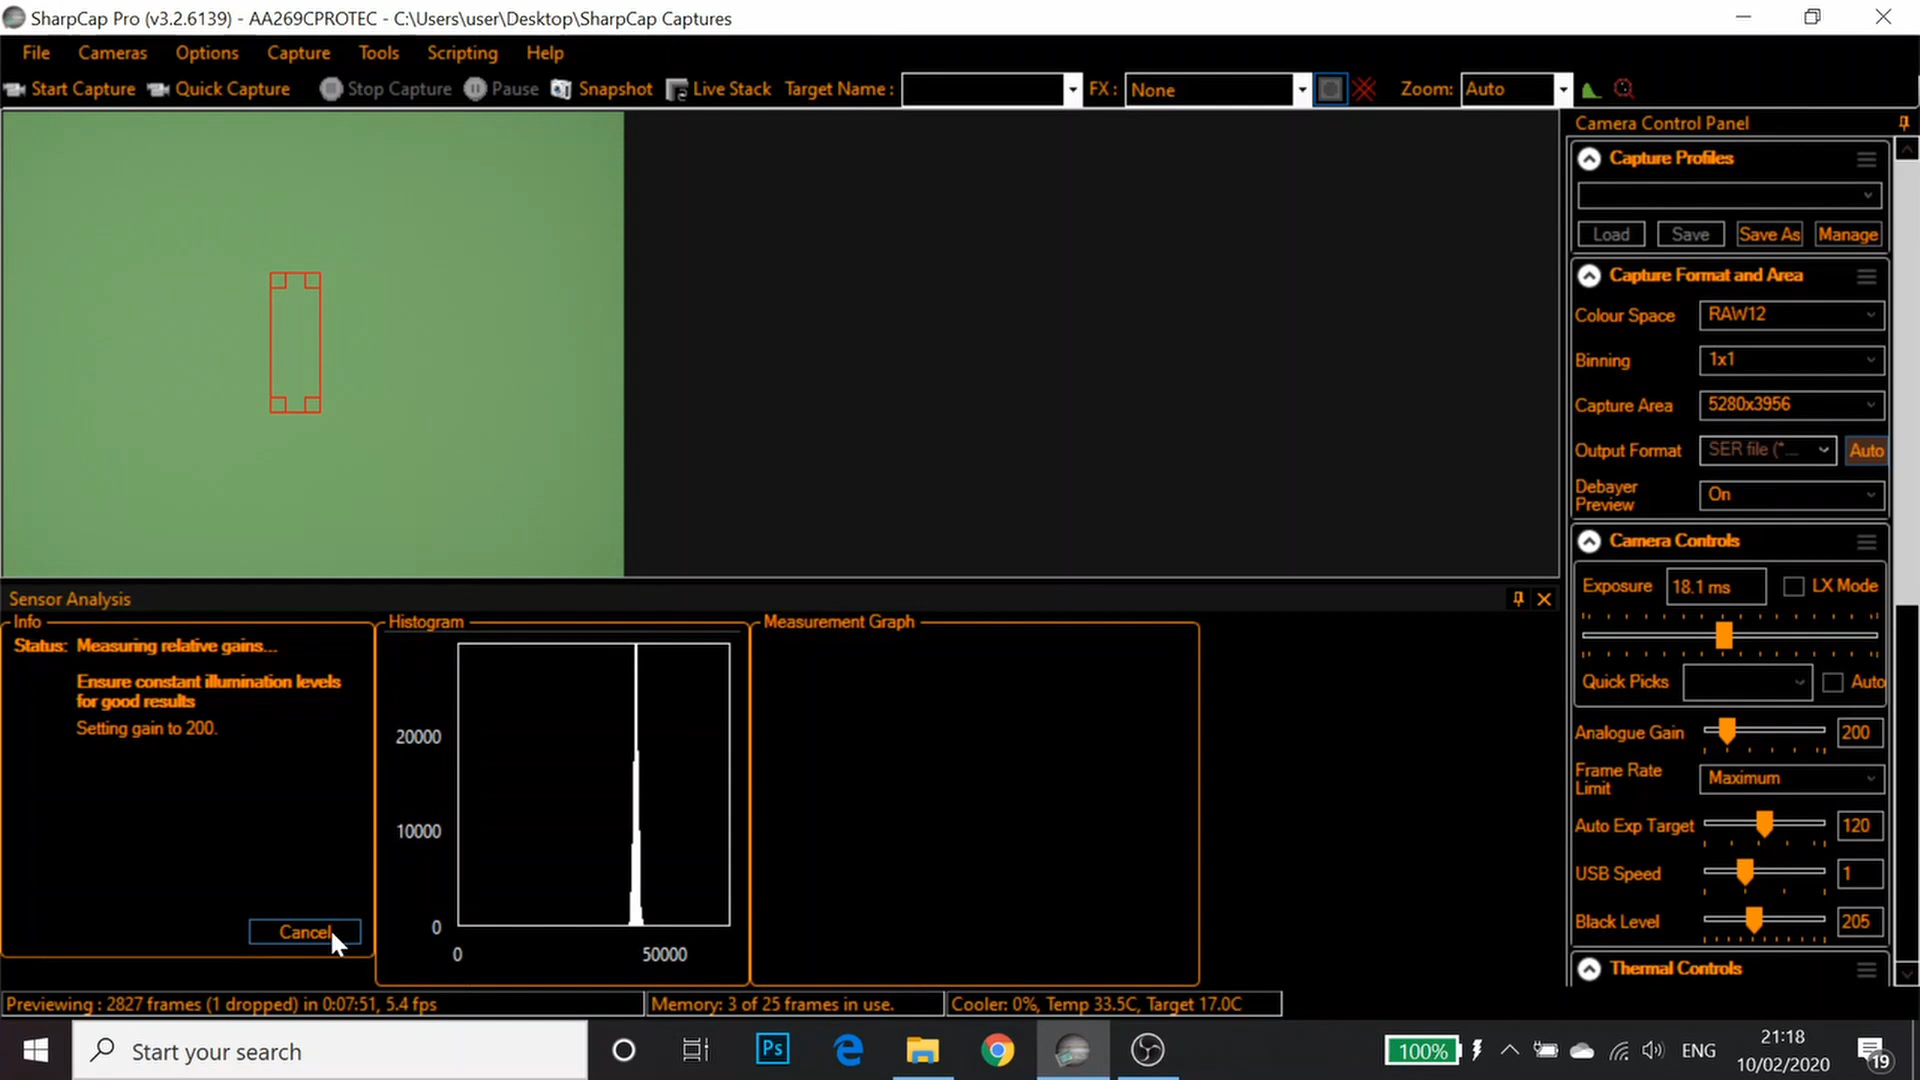 SharpCap Pro (v3.2.6139) - AA269CPROTEC - C:\Users\user\Desktop\SharpCap Captures
File Cameras Options Capture Tools Scripting Help
Start Capture Quick Capture Stop Capture Pause Snapshot Live Stack Target Name : FX : None Zoom: Auto
Camera Control Panel
Capture Profiles
Load Save Save As Manage
Capture Format and Area
Colour Space RAW12
Binning 1x1
Capture Area 5280x3956
Output Format SER file (*.... Auto
Debayer Preview On
Camera Controls
Exposure 18.1 ms LX Mode
Quick Picks Auto
Analogue Gain 200
Frame Rate Limit Maximum
Auto Exp Target 120
USB Speed 1
Black Level 205
Thermal Controls
Sensor Analysis
Info
Status: Measuring relative gains...
Ensure constant illumination levels
for good results
Setting gain to 200.
Cancel
Histogram
20000
10000
0
0 50000
Measurement Graph
Previewing : 2827 frames (1 dropped) in 0:07:51, 5.4 fps
Memory: 3 of 25 frames in use.
Cooler: 0%, Temp 33.5C, Target 17.0C
Start your search
Ps
100%
ENG
21:18
10/02/2020
19